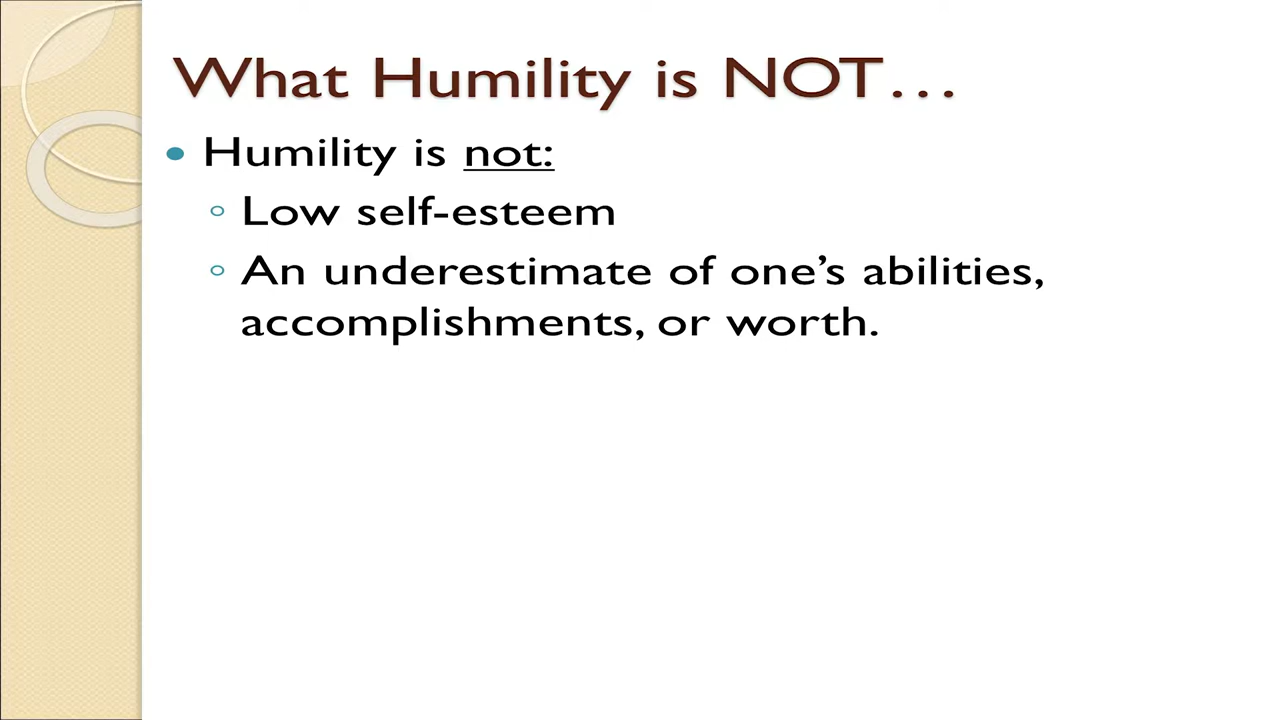 What Humility is NOT…
• Humility is not:
◦ Low self-esteem
◦ An underestimate of one’s abilities,
accomplishments, or worth.